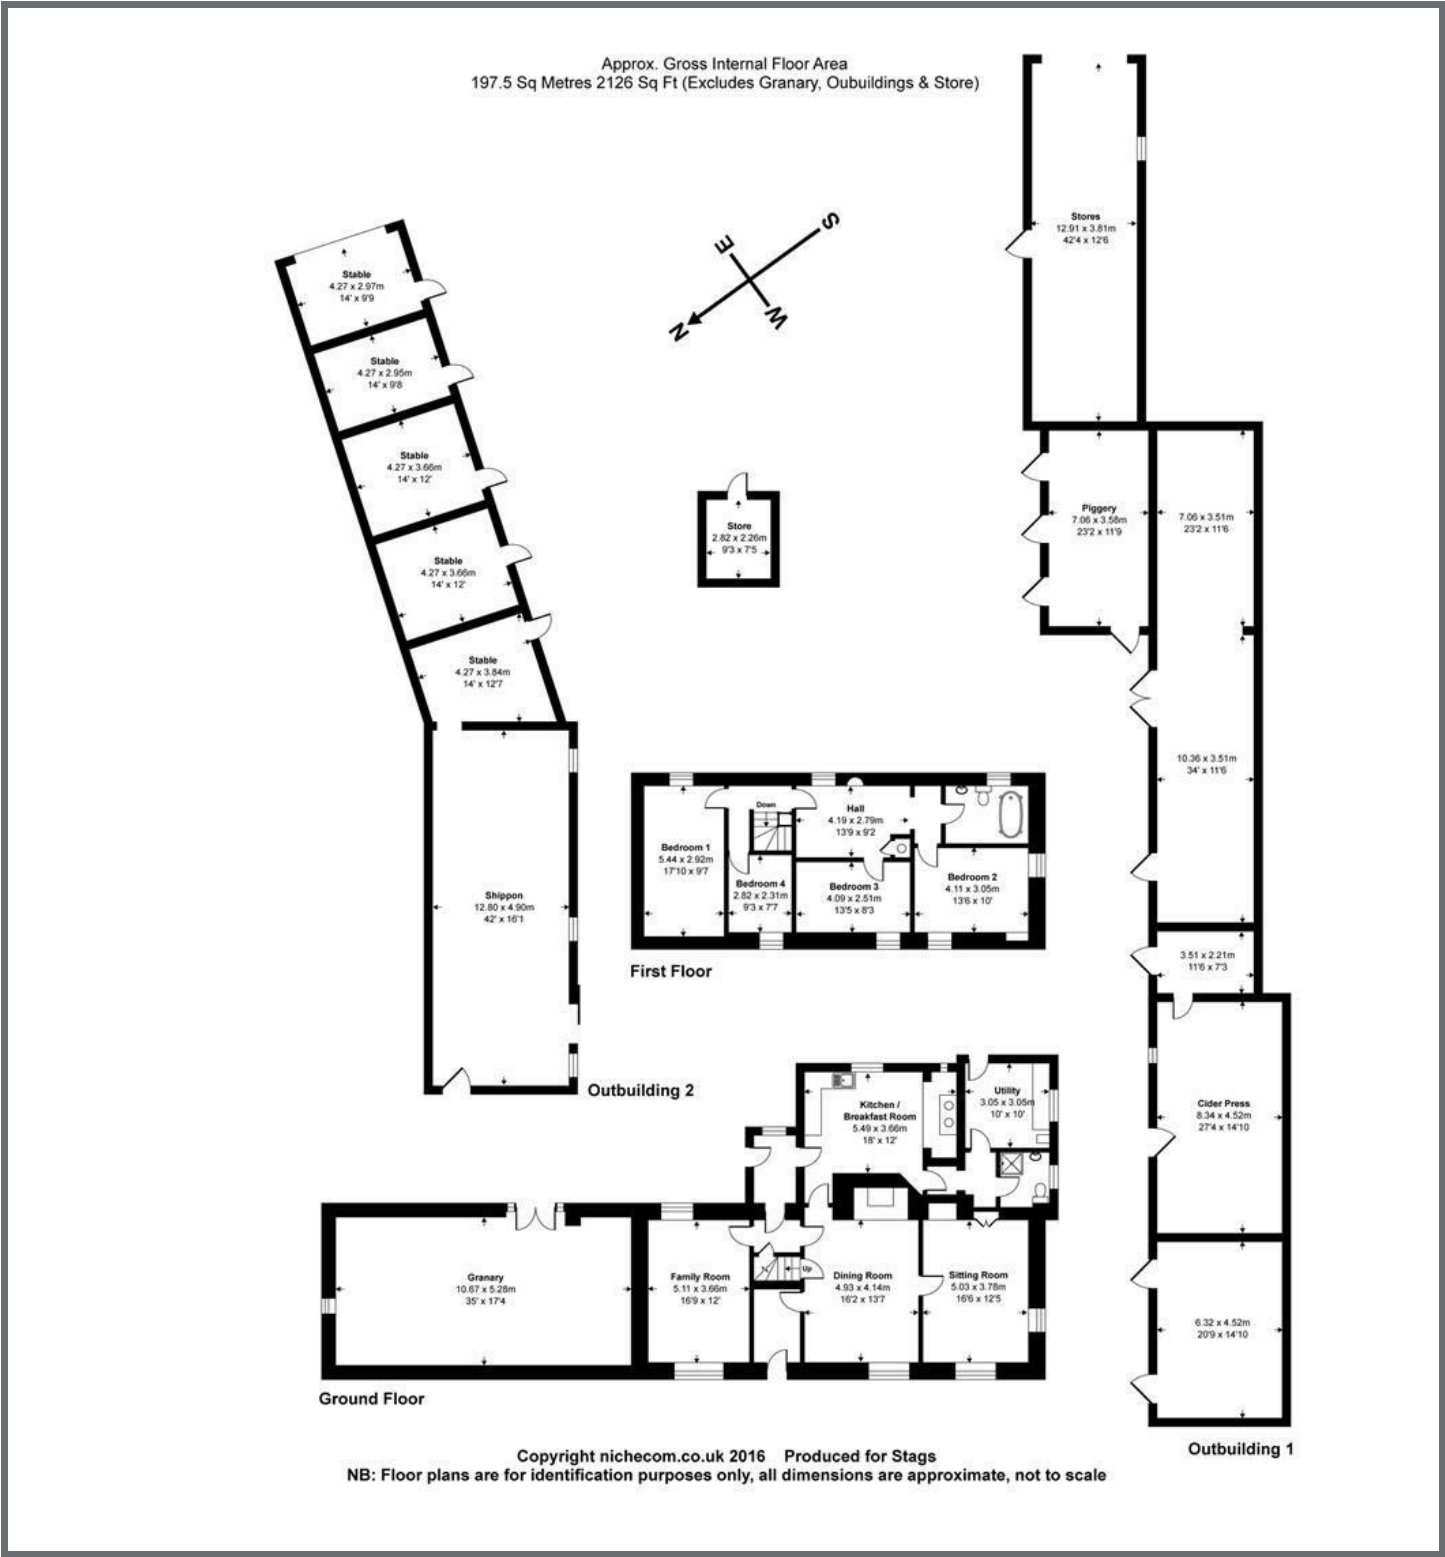 Approx. Gross Internal Floor Area
197.5 Sq Metres 2126 Sq Ft (Excludes Granary, Oubuildings & Store)
Stores
12.91 x 3.81m
42'4 x 12'6
S
E
W
N
Stable
4.27 x 2.97m
14' x 9'9
Stable
4.27 x 2.95m
14' x 9'8
Stable
4.27 x 3.66m
14' x 12'
Stable
4.27 x 3.66m
14' x 12'
Stable
4.27 x 3.84m
14' x 12'7
Store
2.82 x 2.26m
9'3 x 7'5
Piggery
7.06 x 3.58m
23'2 x 11'9
7.06 x 3.51m
23'2 x 11'6
10.36 x 3.51m
34' x 11'6
Shippon
12.80 x 4.90m
42' x 16'1
Outbuilding 2
Bedroom 1
5.44 x 2.92m
17'10 x 9'7
Down
Hall
4.19 x 2.79m
13'9 x 9'2
Bedroom 4
2.82 x 2.31m
9'3 x 7'7
Bedroom 3
4.09 x 2.51m
13'5 x 8'3
Bedroom 2
4.11 x 3.05m
13'6 x 10'
First Floor
3.51 x 2.21m
11'6 x 7'3
Cider Press
8.34 x 4.52m
27'4 x 14'10
6.32 x 4.52m
20'9 x 14'10
Outbuilding 1
Kitchen /
Breakfast Room
5.49 x 3.66m
18' x 12'
Utility
3.05 x 3.05m
10' x 10'
Granary
10.67 x 5.28m
35' x 17'4
Family Room
5.11 x 3.66m
16'9 x 12'
Up
Dining Room
4.93 x 4.14m
16'2 x 13'7
Sitting Room
5.03 x 3.78m
16'6 x 12'5
Ground Floor
Copyright nichecom.co.uk 2016 Produced for Stags
NB: Floor plans are for identification purposes only, all dimensions are approximate, not to scale